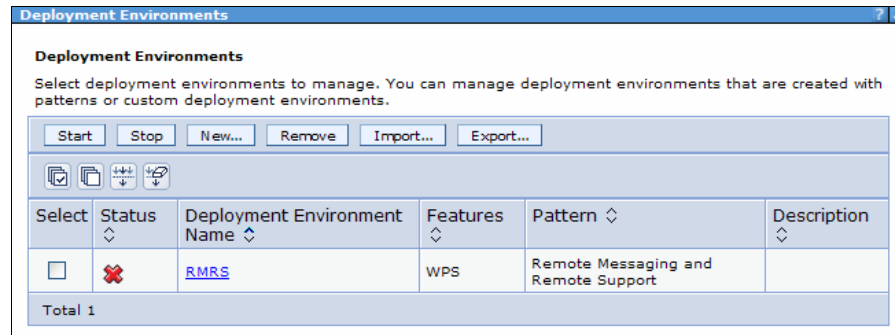 Deployment Environments
?
Deployment Environments
Select deployment environments to manage. You can manage deployment environments that are created with
patterns or custom deployment environments.
Start Stop New... Remove Import... Export...
Select Status Deployment Environment Name Features Pattern Description
RMRS WPS Remote Messaging and Remote Support
Total 1